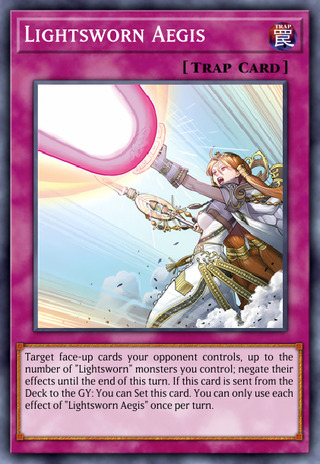 Lightsworn Aegis
TRAP
罠
[Trap Card]
Target face-up cards your opponent controls, up to the
number of "Lightsworn" monsters you control; negate their
effects until the end of this turn. If this card is sent from the
Deck to the GY: You can Set this card. You can only use each
effect of "Lightsworn Aegis" once per turn.